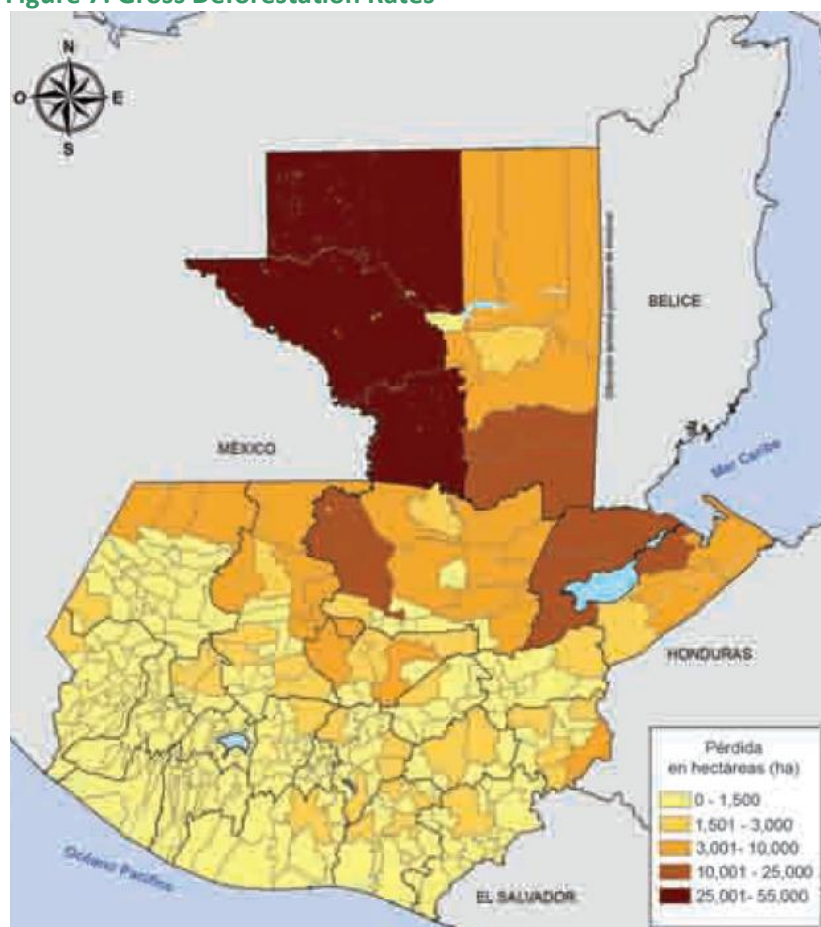 Figure 7: Gross Deforestation Rates
N
O
E
S
BELICE
MÉXICO
Mar Caribe
HONDURAS
Océano Pacífico
EL SALVADOR
Pérdida
en hectáreas (ha)
0 - 1,500
1,501 - 3,000
3,001- 10,000
10,001 - 25,000
25,001- 55,000